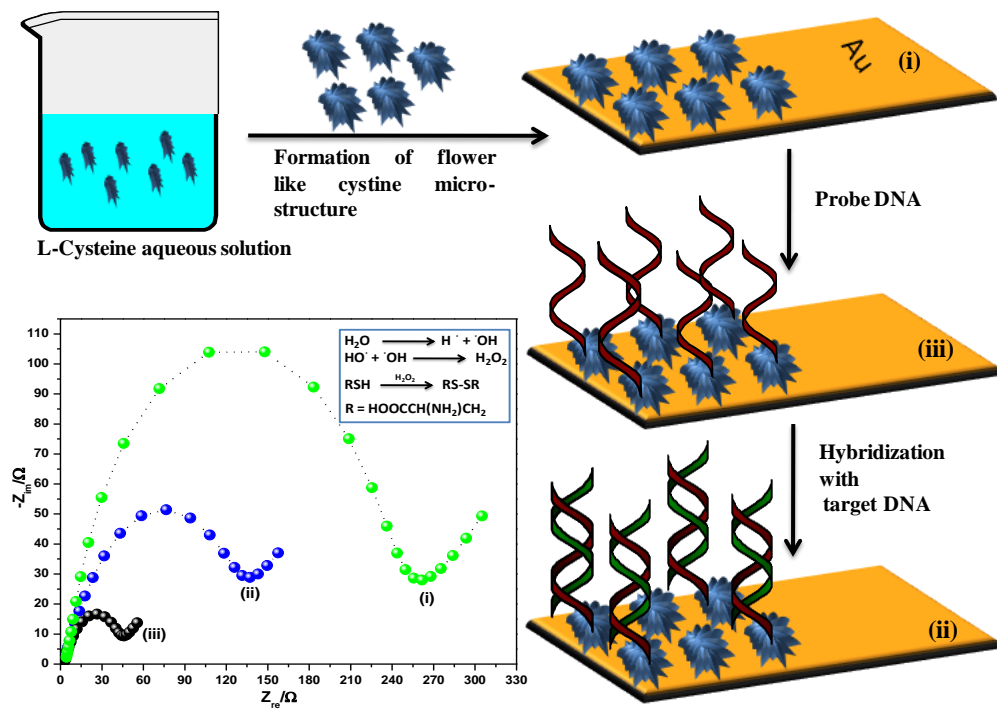 Au
(i)
Formation of flower
like cystine micro-
structure
L-Cysteine aqueous solution
Probe DNA
(iii)
Hybridization
with
target DNA
(ii)
H₂O ⟶ H˙ + ˙OH
HO˙ + ˙OH ⟶ H₂O₂
RSH —H₂O₂→ RS-SR
R = HOOCCH(NH₂)CH₂
-Z_im/Ω
110
100
90
80
70
60
50
40
30
20
10
0
(i)
(ii)
(iii)
0 30 60 90 120 150 180 210 240 270 300 330
Z_re/Ω